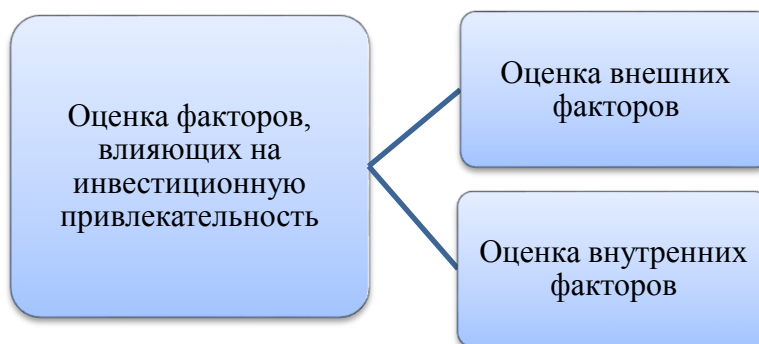 Оценка факторов,
влияющих на
инвестиционную
привлекательность
Оценка внешних
факторов
Оценка внутренних
факторов